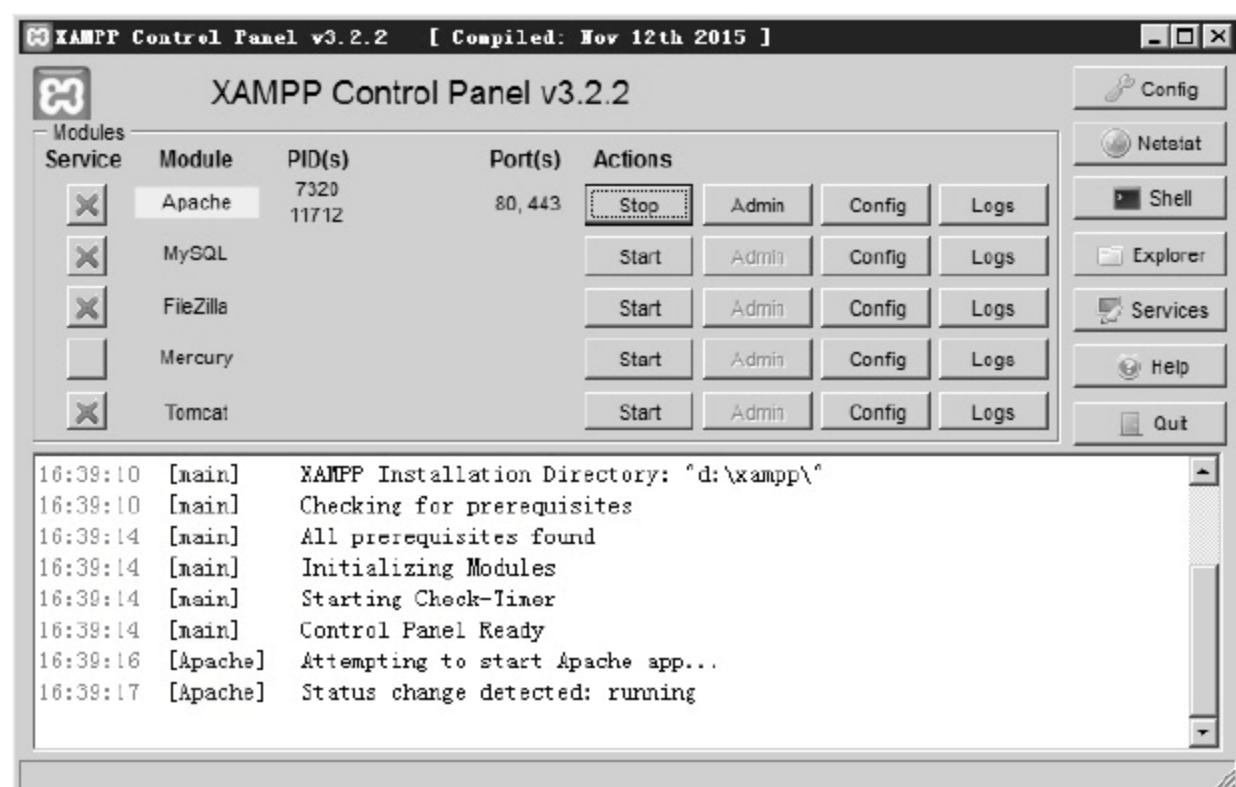 XAMPP Control Panel v3.2.2 [ Compiled: Nov 12th 2015 ]
XAMPP Control Panel v3.2.2
Config
Modules
Service Module PID(s) Port(s) Actions
Netstat
Apache 7320 11712 80, 443 Stop Admin Config Logs
Shell
MySQL Start Admin Config Logs
Explorer
FileZilla Start Admin Config Logs
Services
Mercury Start Admin Config Logs
Help
Tomcat Start Admin Config Logs
Quit
16:39:10 [main] XAMPP Installation Directory: "d:\xampp\"
16:39:10 [main] Checking for prerequisites
16:39:14 [main] All prerequisites found
16:39:14 [main] Initializing Modules
16:39:14 [main] Starting Check-Timer
16:39:14 [main] Control Panel Ready
16:39:16 [Apache] Attempting to start Apache app...
16:39:17 [Apache] Status change detected: running